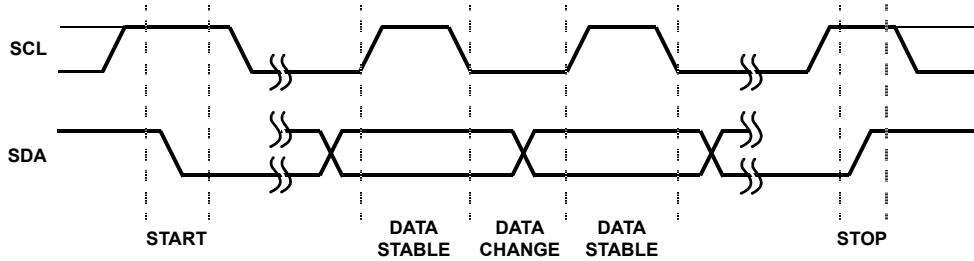 SCL
SDA
START
DATA
STABLE
DATA
CHANGE
DATA
STABLE
STOP